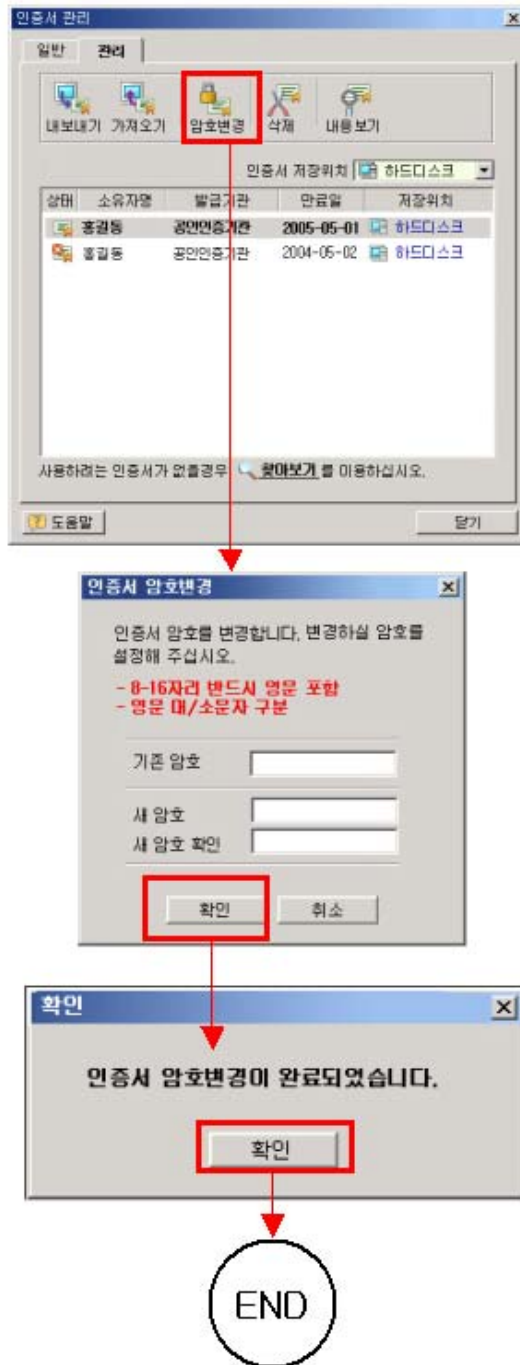 인증서 관리
일반 관리
내보내기 가져오기 암호변경 삭제 내용보기
인증서 저장위치 하드디스크
상태 소유자명 발급기관 만료일 저장위치
홍길동 공인인증기관 2005-05-01 하드디스크
홍길동 공인인증기관 2004-05-02 하드디스크
사용하려는 인증서가 없을경우 찾아보기 를 이용하십시오.
도움말 닫기
인증서 암호변경
인증서 암호를 변경합니다. 변경하실 암호를
설정해 주십시오.
- 8-16자리 반드시 영문 포함
- 영문 대/소문자 구분
기존 암호
새 암호
새 암호 확인
확인 취소
확인
인증서 암호변경이 완료되었습니다.
확인
END